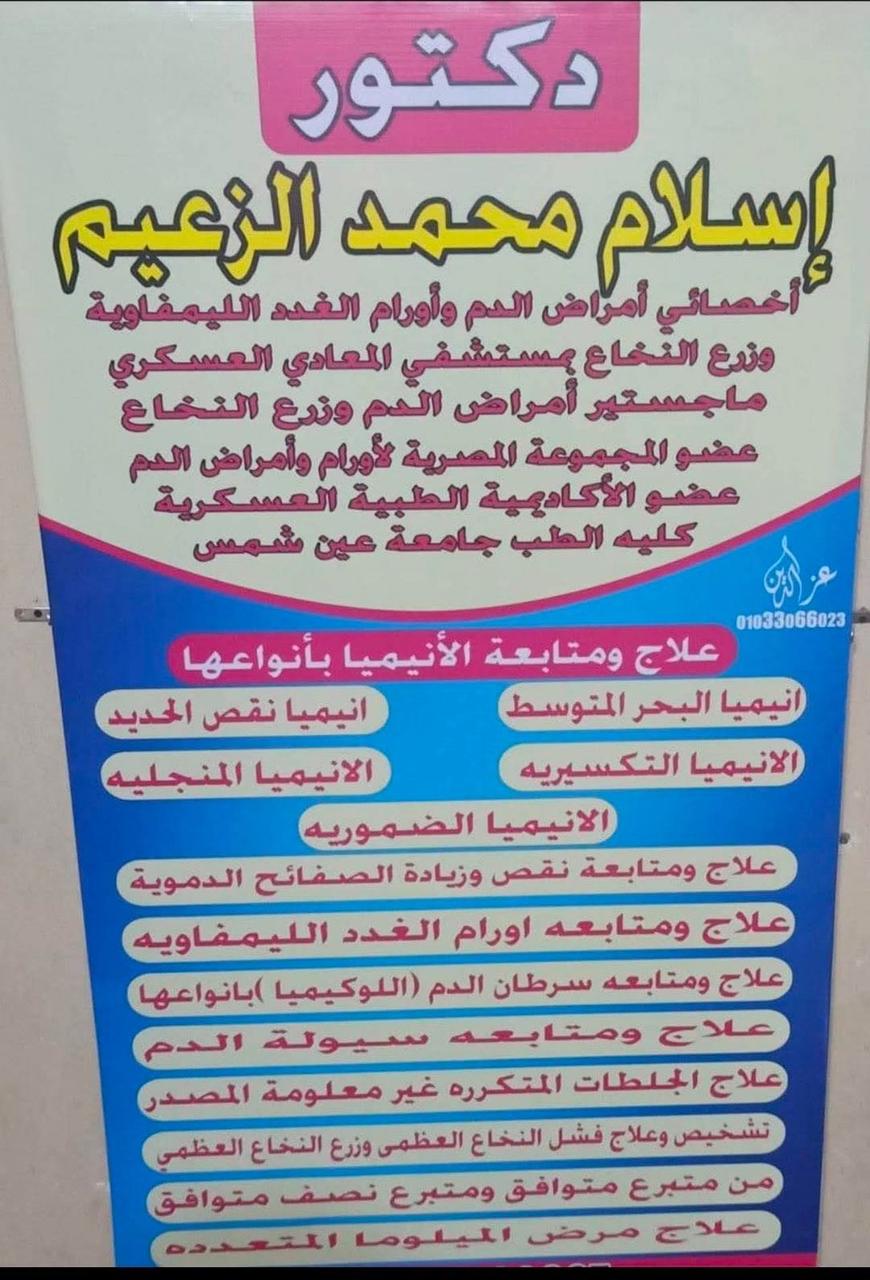 دكتور
إسلام محمد الزعيم
أخصائي أمراض الدم وأورام الغدد الليمفاوية
وزرع النخاع بمستشفي المعادي العسكري
ماجستير أمراض الدم وزرع النخاع
عضو المجموعة المصرية لأورام وأمراض الدم
عضو الأكاديمية الطبية العسكرية
كليه الطب جامعة عين شمس
عز الدين
01033066023
علاج ومتابعة الأنيميا بأنواعها
انيميا البحر المتوسط
انيميا نقص الحديد
الانيميا التكسيريه
الانيميا المنجليه
الانيميا الضموريه
علاج ومتابعة نقص وزيادة الصفائح الدموية
علاج ومتابعه اورام الغدد الليمفاويه
علاج ومتابعه سرطان الدم (اللوكيميا )بانواعها
علاج ومتابعه سيولة الدم
علاج الجلطات المتكرره غير معلومة المصدر
تشخيص وعلاج فشل النخاع العظمى وزرع النخاع العظمي
من متبرع متوافق ومتبرع نصف متوافق
علاج مرض الميلوما المتعدده